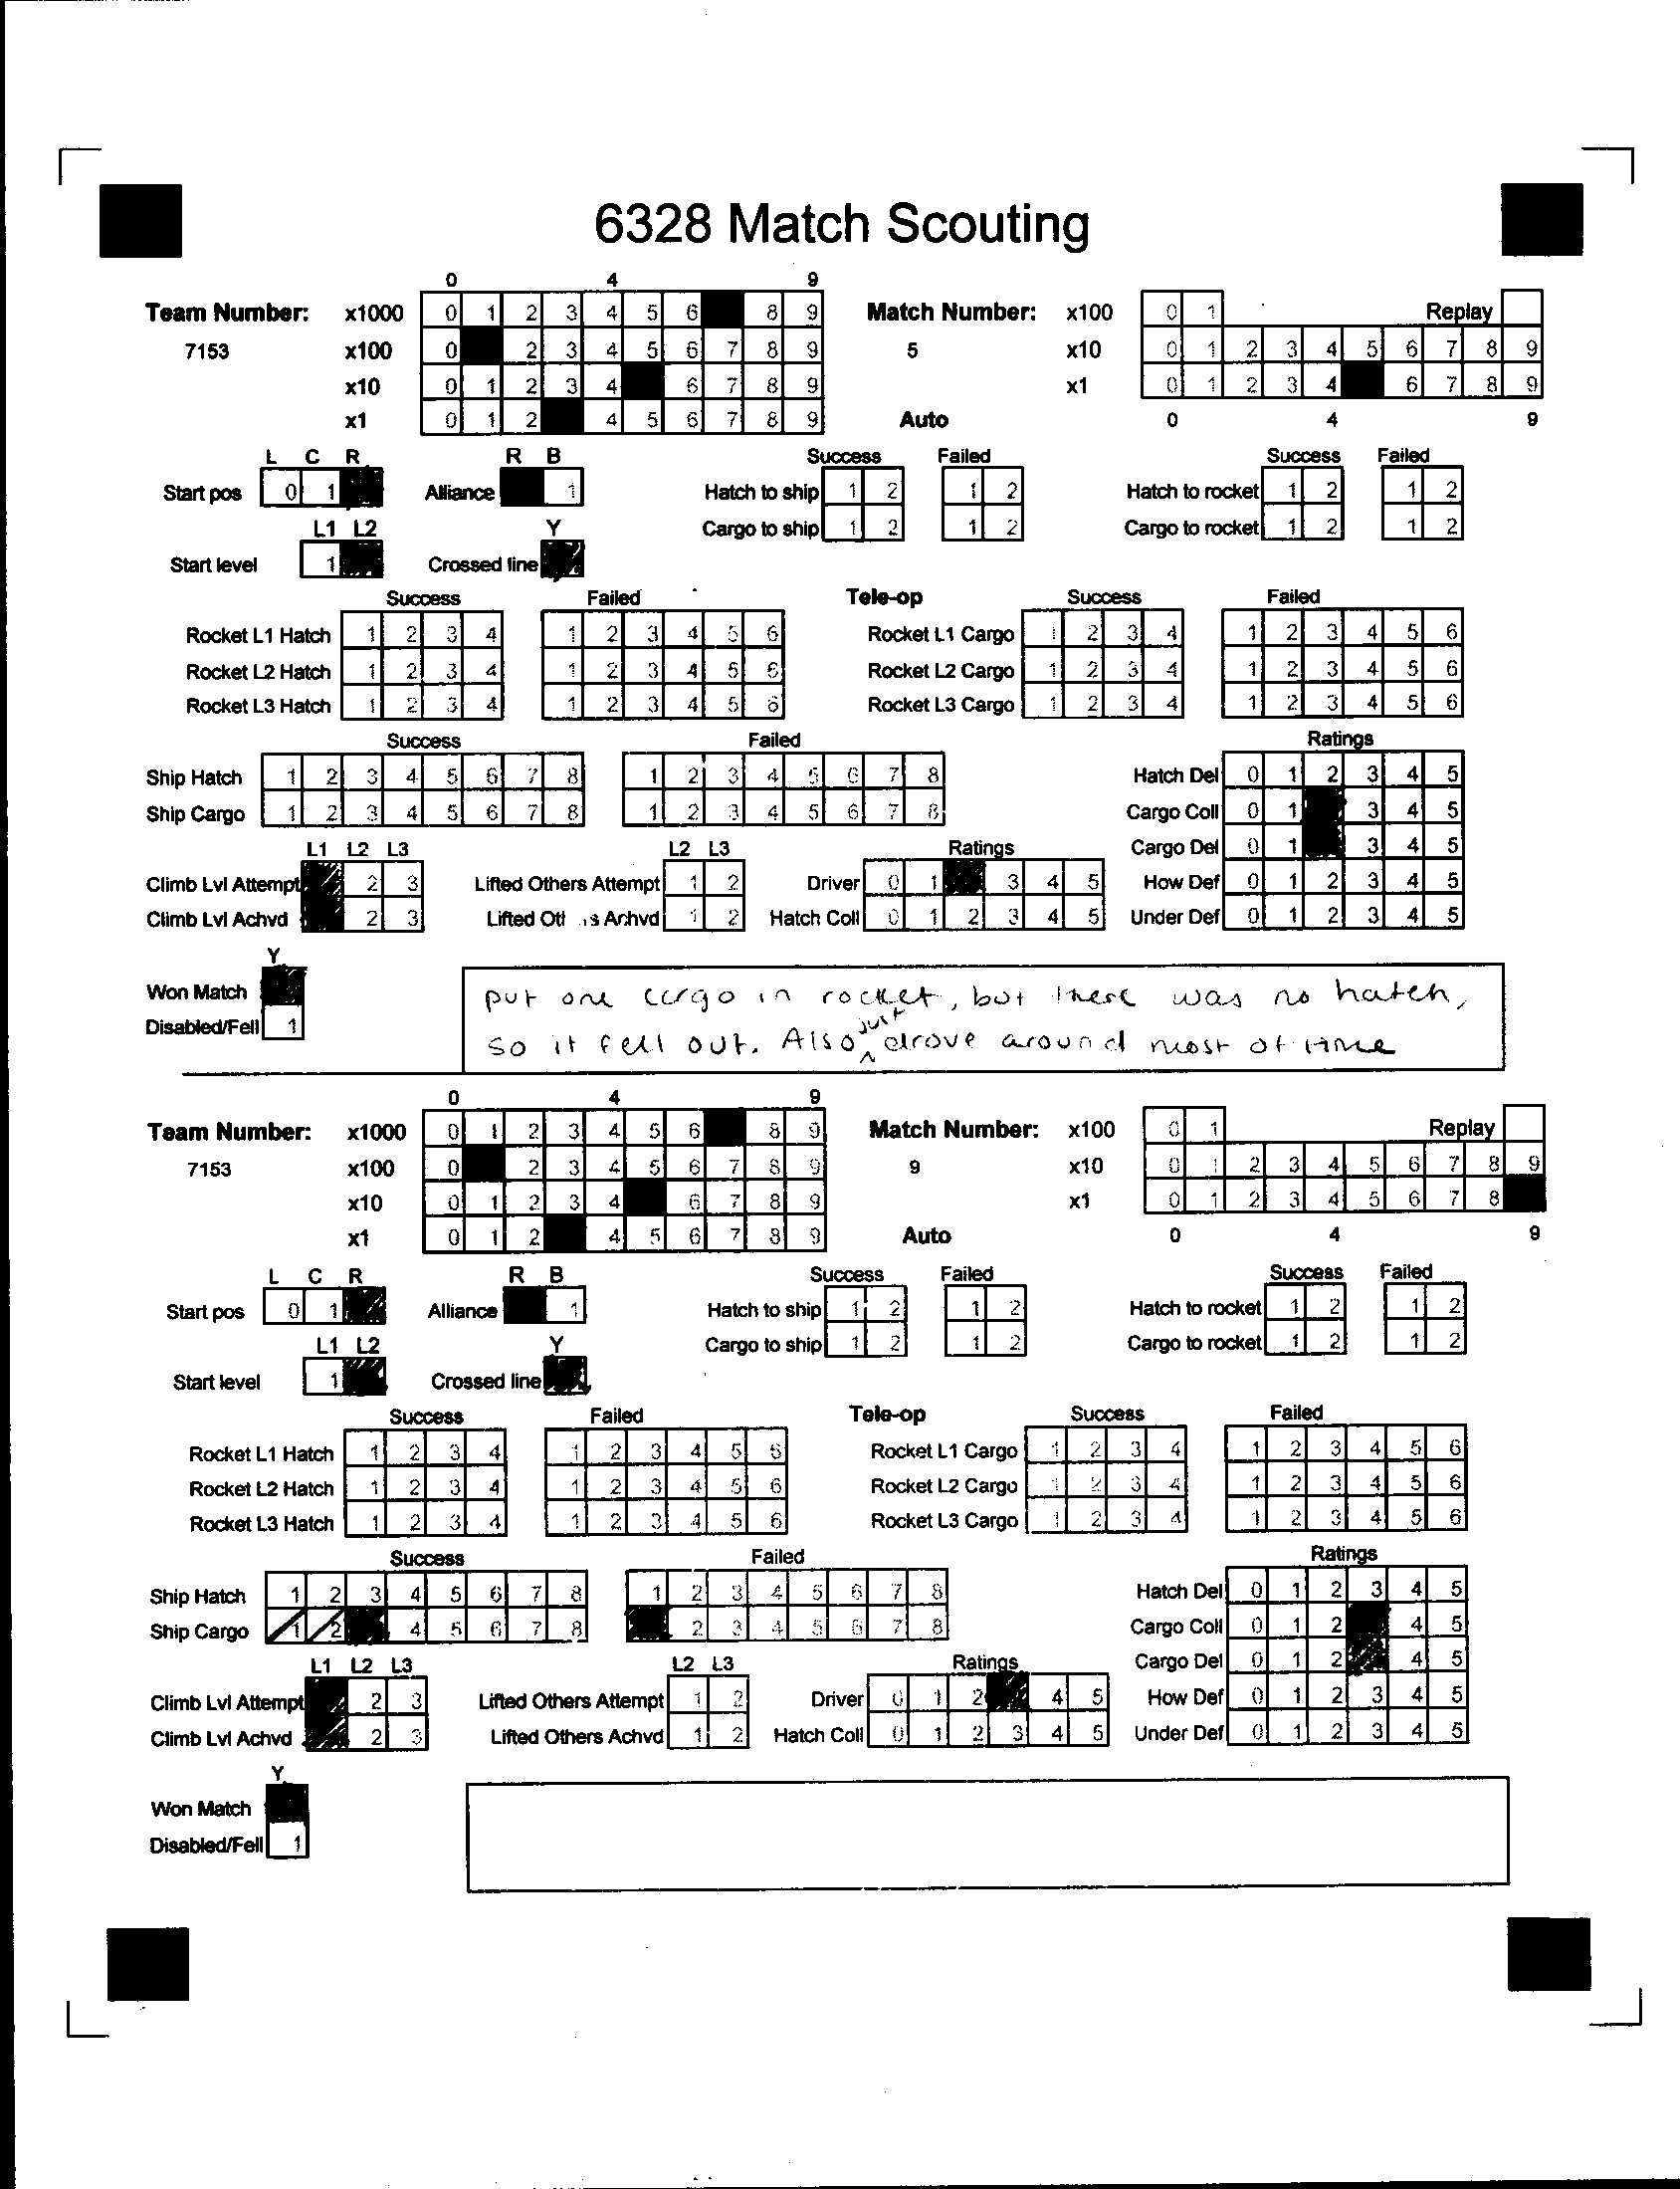 6328 Match Scouting
0 4 9
Team Number: x1000 0 1 2 3 4 5 6 8 9 Match Number: x100 0 1 Replay
7153 x100 0 2 3 4 5 6 7 8 9 5 x10 0 1 2 3 4 5 6 7 8 9
x10 0 1 2 3 4 6 7 8 9 x1 0 1 2 3 4 6 7 8 9
x1 0 1 2 4 5 6 7 8 9 Auto 0 4 9
L C R R B Success Failed Success Failed
Start pos 0 1 Alliance 1 Hatch to ship 1 2 1 2 Hatch to rocket 1 2 1 2
L1 L2 Y Cargo to ship 1 2 1 2 Cargo to rocket 1 2 1 2
Start level 1 Crossed line
Success Failed Tele-op Success Failed
Rocket L1 Hatch 1 2 3 4 1 2 3 4 5 6 Rocket L1 Cargo 1 2 3 4 1 2 3 4 5 6
Rocket L2 Hatch 1 2 3 4 1 2 3 4 5 6 Rocket L2 Cargo 1 2 3 4 1 2 3 4 5 6
Rocket L3 Hatch 1 2 3 4 1 2 3 4 5 6 Rocket L3 Cargo 1 2 3 4 1 2 3 4 5 6
Success Failed Ratings
Ship Hatch 1 2 3 4 5 6 7 8 1 2 3 4 5 6 7 8 Hatch Del 0 1 2 3 4 5
Ship Cargo 1 2 3 4 5 6 7 8 1 2 3 4 5 6 7 8 Cargo Coll 0 1 3 4 5
L1 L2 L3 L2 L3 Ratings Cargo Del 0 1 3 4 5
Climb Lvl Attempt 2 3 Lifted Others Attempt 1 2 Driver 0 1 3 4 5 How Def 0 1 2 3 4 5
Climb Lvl Achvd 2 3 Lifted Achvd 1 2 Hatch Coll 0 1 2 3 4 5 Under Def 0 1 2 3 4 5
Y
Won Match
Disabled/Fell 1
put one cargo in rocket, but there was no hatch,
so it fell out. Also just drove around most of time
0 4 9
Team Number: x1000 0 1 2 3 4 5 6 8 9 Match Number: x100 0 1 Replay
7153 x100 0 2 3 4 5 6 7 8 9 9 x10 0 1 2 3 4 5 6 7 8 9
x10 0 1 2 3 4 6 7 8 9 x1 0 1 2 3 4 5 6 7 8
x1 0 1 2 4 5 6 7 8 9 Auto 0 4 9
L C R R B Success Failed Success Failed
Start pos 0 1 Alliance 1 Hatch to ship 1 2 1 2 Hatch to rocket 1 2 1 2
L1 L2 Y Cargo to ship 1 2 1 2 Cargo to rocket 1 2 1 2
Start level 1 Crossed line
Success Failed Tele-op Success Failed
Rocket L1 Hatch 1 2 3 4 1 2 3 4 5 6 Rocket L1 Cargo 1 2 3 4 1 2 3 4 5 6
Rocket L2 Hatch 1 2 3 4 1 2 3 4 5 6 Rocket L2 Cargo 1 2 3 4 1 2 3 4 5 6
Rocket L3 Hatch 1 2 3 4 1 2 3 4 5 6 Rocket L3 Cargo 1 2 3 4 1 2 3 4 5 6
Success Failed Ratings
Ship Hatch 1 2 3 4 5 6 7 8 1 2 3 4 5 6 7 8 Hatch Del 0 1 2 3 4 5
Ship Cargo 1 2 4 5 6 7 8 2 3 4 5 6 7 8 Cargo Coll 0 1 2 4 5
L1 L2 L3 L2 L3 Ratings Cargo Del 0 1 2 4 5
Climb Lvl Attempt 2 3 Lifted Others Attempt 1 2 Driver 0 1 2 4 5 How Def 0 1 2 3 4 5
Climb Lvl Achvd 2 3 Lifted Others Achvd 1 2 Hatch Coll 0 1 2 3 4 5 Under Def 0 1 2 3 4 5
Y
Won Match
Disabled/Fell 1